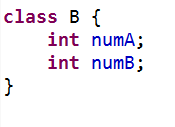 class B {
    int numA;
    int numB;
}